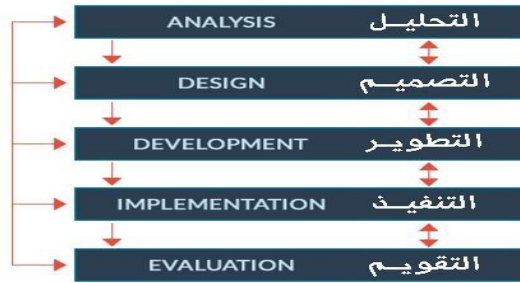 ANALYSIS التحليـل
DESIGN التصميـم
DEVELOPMENT التطويـر
IMPLEMENTATION التنفيـذ
EVALUATION التقويـم